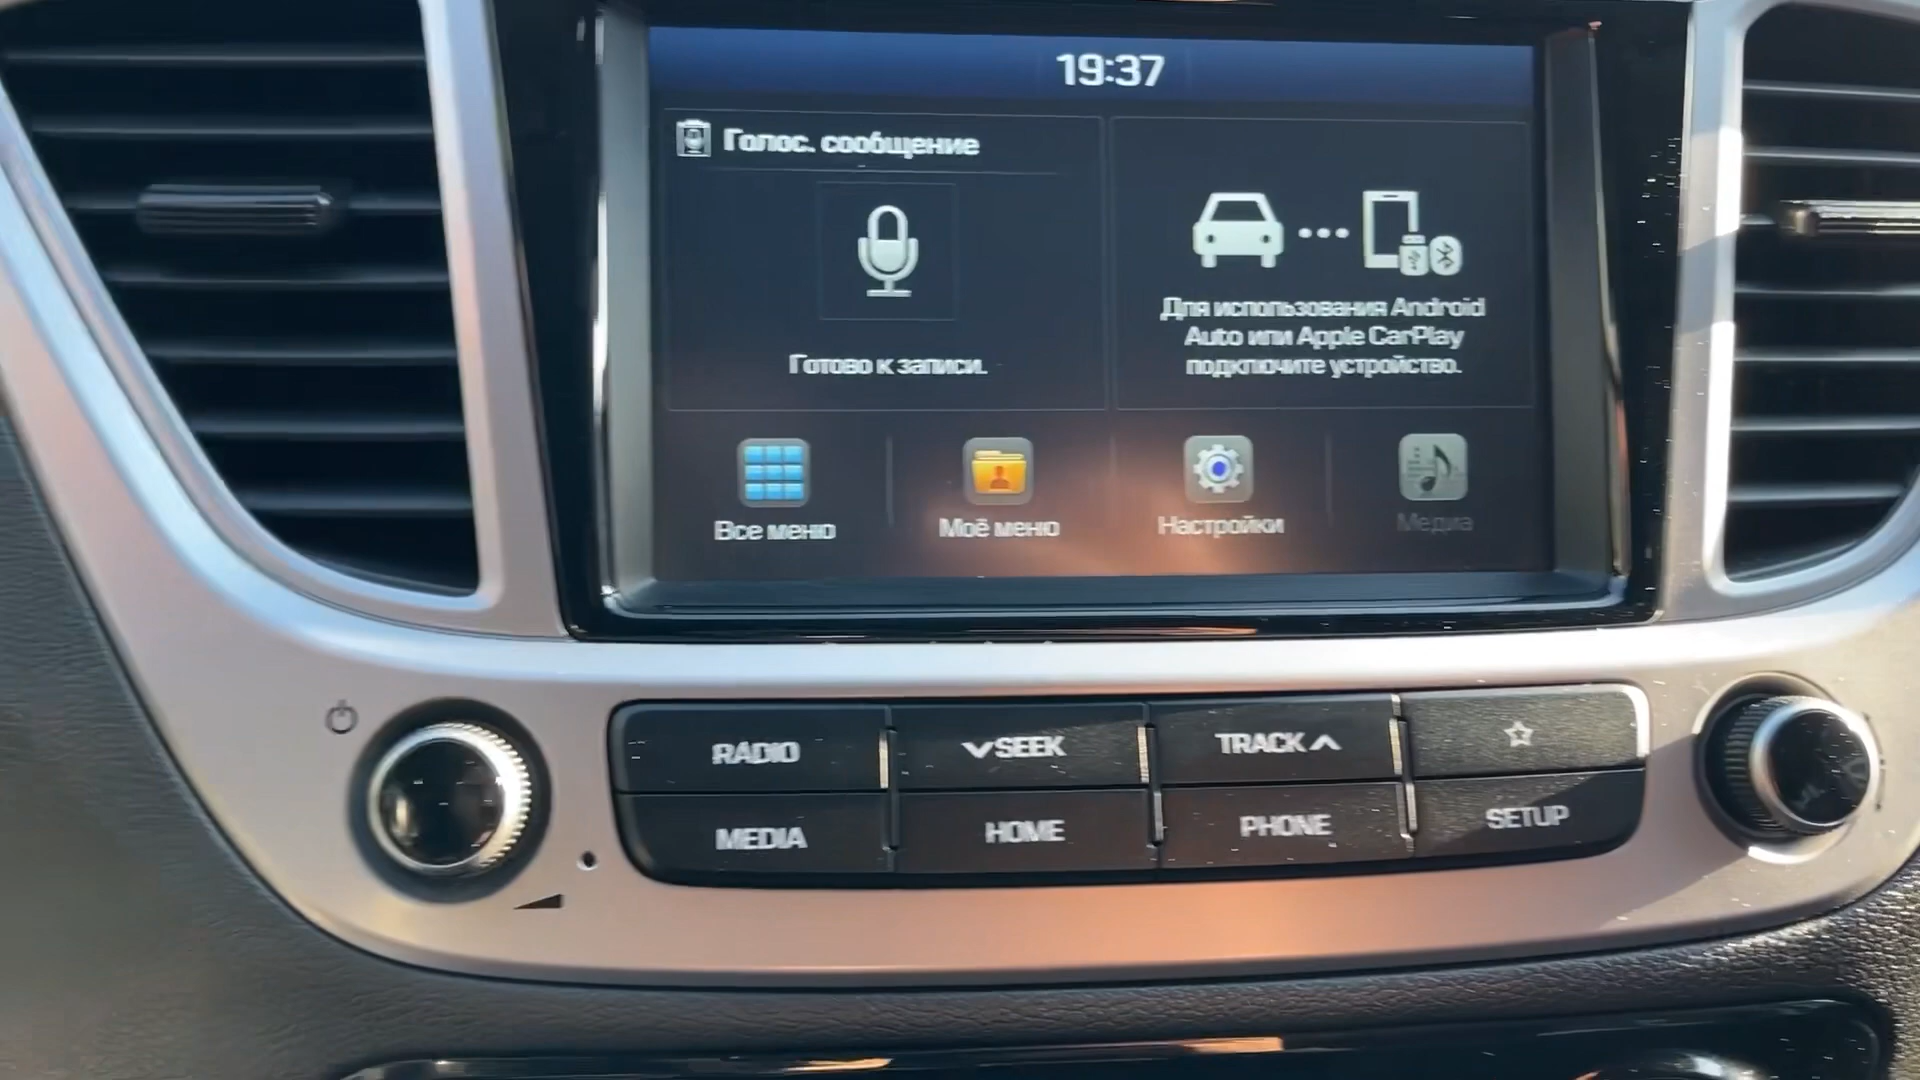 19:37
Голос. сообщение
Готово к записи.
Для использования Android
Auto или Apple CarPlay
подключите устройство.
Все меню
Моё меню
Настройки
Медиа
RADIO
SEEK
TRACK
MEDIA
HOME
PHONE
SETUP